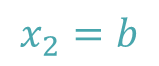 x₂ = b